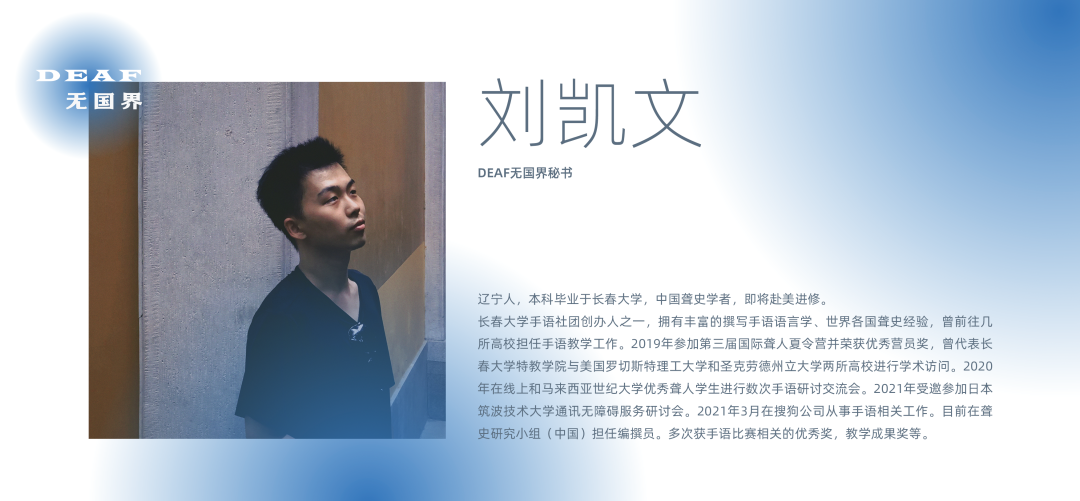 DEAF
无国界
刘凯文
DEAF无国界秘书
辽宁人，本科毕业于长春大学，中国聋史学者，即将赴美进修。
长春大学手语社团创办人之一，拥有丰富的撰写手语语言学、世界各国聋史经验，曾前往几
所高校担任手语教学工作。2019年参加第三届国际聋人夏令营并荣获优秀营员奖，曾代表长
春大学特教学院与美国罗切斯特理工大学和圣克劳德州立大学两所高校进行学术访问。2020
年在线上和马来西亚世纪大学优秀聋人学生进行数次手语研讨交流会。2021年受邀参加日本
筑波技术大学通讯无障碍服务研讨会。2021年3月在搜狗公司从事手语相关工作。目前在聋
史研究小组（中国）担任编撰员。多次获手语比赛相关的优秀奖，教学成果奖等。